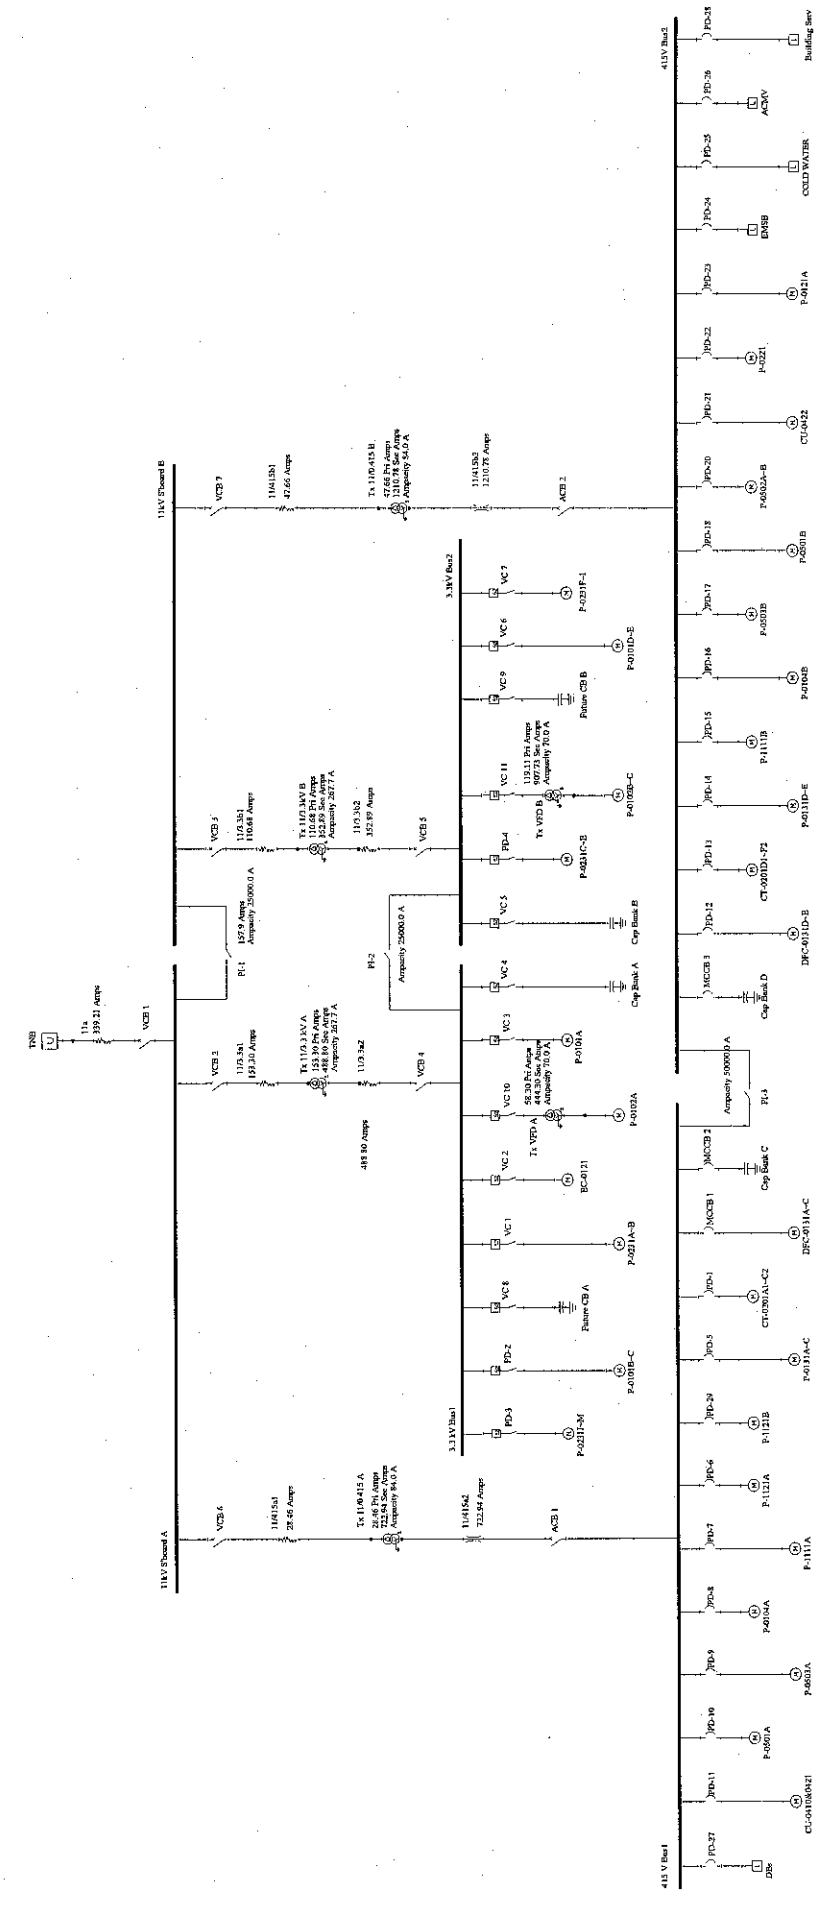 TNB
11a
339.21 Amps
VCB 1
11kV S'board A
11kV S'board B
157.9 Amps
Ampacity 25000.0 A
PI-1
VCB 6
11/415a1
28.46 Amps
Tx 11/0.415 A
28.46 Pri Amps
722.94 Sec Amps
Ampacity 84.0 A
11/415a2
722.94 Amps
ACB 1
11/3.3a1
153.30 Amps
Tx 11/3.3 kV A
153.30 Pri Amps
488.80 Sec Amps
Ampacity 267.7 A
11/3.3a2
488.80 Amps
VCB 4
11/3.3b1
110.68 Amps
Tx 11/3.3kV B
110.68 Pri Amps
352.89 Sec Amps
Ampacity 267.7 A
11/3.3b2
352.89 Amps
VCB 5
VCB 7
11/415b1
47.66 Amps
Tx 11/0.415 B
47.66 Pri Amps
1210.78 Sec Amps
11/415b2
1210.78 Amps
ACB 2
3.3 kV Bus1
3.3kV Bus2
PI-2
Ampacity 25000.0 A
PD-3
P-0231J~M
PD-2
P-0101B~C
VC 8
Future CB A
VC 1
P-0231A~B
VC 2
BC-0121
VC 10
Tx VFD A
58.30 Pri Amps
444.30 Sec Amps
Ampacity 70.0 A
P-0102A
VC 3
P-0101A
VC 4
Cap Bank A
VC 5
Cap Bank B
PD-4
P-0231C~E
VC 11
Tx VFD B
119.11 Pri Amps
907.73 Sec Amps
Ampacity 70.0 A
P-0102B~C
VC 9
Future CB B
VC 6
P-0101D~E
VC 7
P-0231F~I
415 V Bus1
415V Bus2
Ampacity 50000.0 A
PI-3
PD-27
DBs
PD-11
CU-0410&0421
PD-10
P-0501A
PD-9
P-0503A
PD-8
P-0104A
PD-7
P-1111A
PD-6
P-1121A
PD-29
P-1121B
PD-5
P-0131A~C
PD-1
MCCB 1
DFC-0131A~C
MCCB 2
Cap Bank C
MCCB 3
Cap Bank D
PD-12
DFC-0131D~E
PD-13
CT-0201D1~F2
PD-14
P-0131D~E
PD-15
P-1111B
PD-16
P-0104B
PD-17
P-0503B
PD-18
P-0501B
PD-20
P-0502A~B
PD-21
CU-0422
PD-22
P-0221
PD-23
P-0121A
PD-24
EMSB
PD-25
COLD WATER
PD-26
ACMV
PD-28
Building Serv